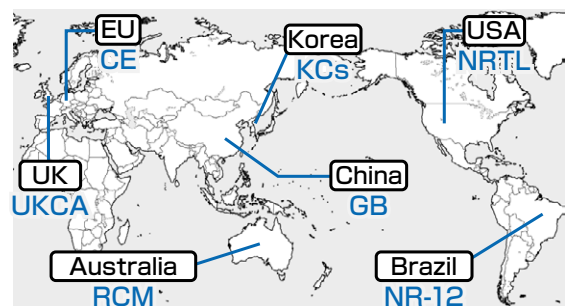 EU
CE
Korea
KCs
USA
NRTL
UK
UKCA
China
GB
Australia
RCM
Brazil
NR-12